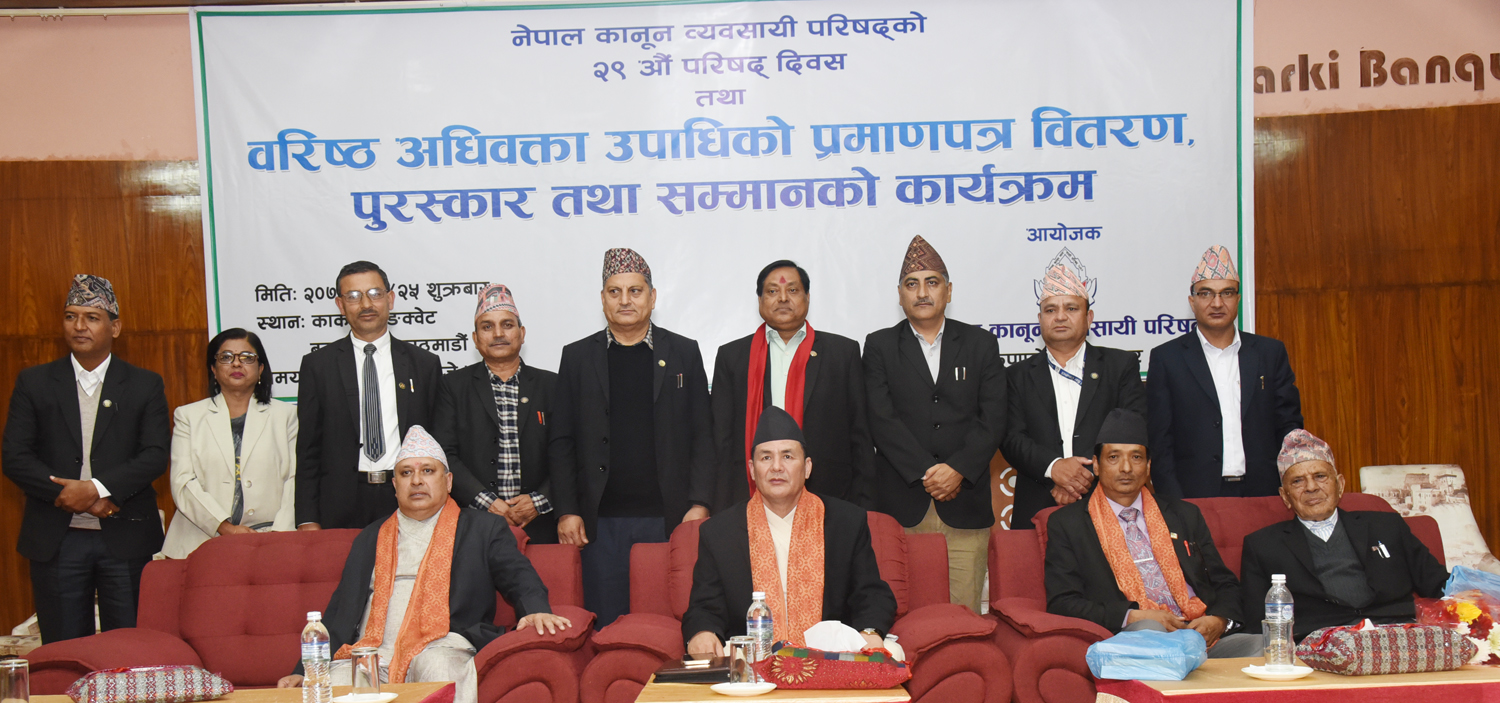 नेपाल कानून व्यवसायी परिषद्को
२९ औं परिषद् दिवस
तथा
वरिष्ठ अधिवक्ता उपाधिको प्रमाणपत्र वितरण,
पुरस्कार तथा सम्मानको कार्यक्रम
आयोजक
मितिः २०७ /२५ शुक्रबार
स्थानः
कानून परिषद
arki Banqu